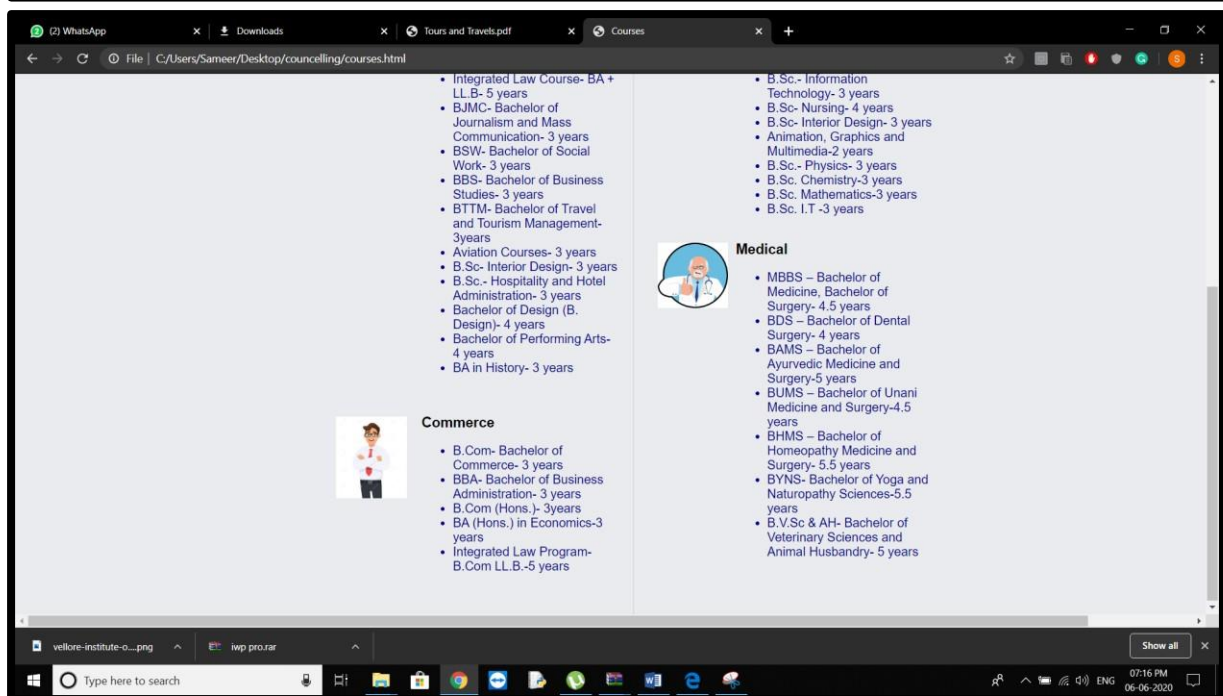 (2) WhatsApp
Downloads
Tours and Travels.pdf
Courses
File | C:/Users/Sameer/Desktop/councelling/courses.html
• Integrated Law Course- BA +
LL.B- 5 years
• BJMC- Bachelor of
Journalism and Mass
Communication- 3 years
• BSW- Bachelor of Social
Work- 3 years
• BBS- Bachelor of Business
Studies- 3 years
• BTTM- Bachelor of Travel
and Tourism Management-
3years
• Aviation Courses- 3 years
• B.Sc- Interior Design- 3 years
• B.Sc.- Hospitality and Hotel
Administration- 3 years
• Bachelor of Design (B.
Design)- 4 years
• Bachelor of Performing Arts-
4 years
• BA in History- 3 years
Commerce
• B.Com- Bachelor of
Commerce- 3 years
• BBA- Bachelor of Business
Administration- 3 years
• B.Com (Hons.)- 3years
• BA (Hons.) in Economics-3
years
• Integrated Law Program-
B.Com LL.B.-5 years
• B.Sc.- Information
Technology- 3 years
• B.Sc- Nursing- 4 years
• B.Sc- Interior Design- 3 years
• Animation, Graphics and
Multimedia-2 years
• B.Sc.- Physics- 3 years
• B.Sc. Chemistry-3 years
• B.Sc. Mathematics-3 years
• B.Sc. I.T -3 years
Medical
• MBBS – Bachelor of
Medicine, Bachelor of
Surgery- 4.5 years
• BDS – Bachelor of Dental
Surgery- 4 years
• BAMS – Bachelor of
Ayurvedic Medicine and
Surgery-5 years
• BUMS – Bachelor of Unani
Medicine and Surgery-4.5
years
• BHMS – Bachelor of
Homeopathy Medicine and
Surgery- 5.5 years
• BYNS- Bachelor of Yoga and
Naturopathy Sciences-5.5
years
• B.V.Sc & AH- Bachelor of
Veterinary Sciences and
Animal Husbandry- 5 years
vellore-institute-o....png
iwp pro.rar
Show all
Type here to search
ENG
07:16 PM
06-06-2020